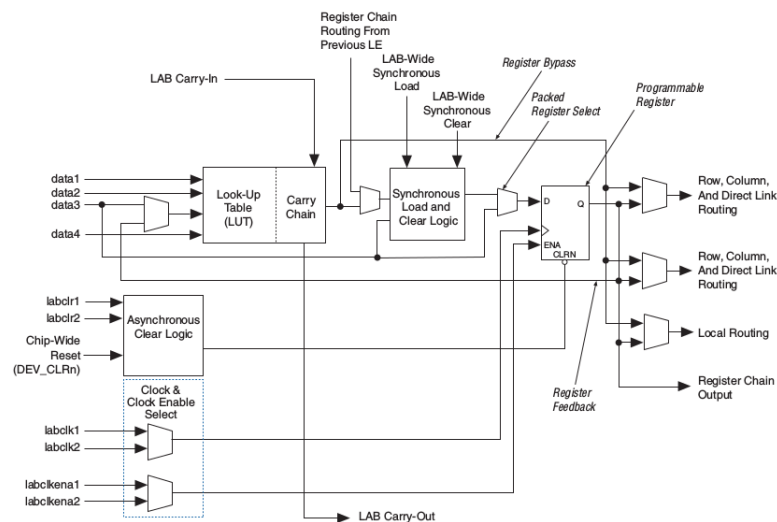 Register Chain
Routing From
Previous LE
LAB-Wide
Synchronous
Load
Register Bypass
LAB Carry-In
LAB-Wide
Synchronous
Clear
Packed
Register Select
Programmable
Register
data1
data2
data3
data4
Look-Up
Table
(LUT)
Carry
Chain
Synchronous
Load and
Clear Logic
D
Q
ENA
CLRN
Row, Column,
And Direct Link
Routing
Row, Column,
And Direct Link
Routing
labclr1
labclr2
Chip-Wide
Reset
(DEV_CLRn)
Asynchronous
Clear Logic
Local Routing
Clock &
Clock Enable
Select
Register
Feedback
Register Chain
Output
labclk1
labclk2
labclkena1
labclkena2
LAB Carry-Out